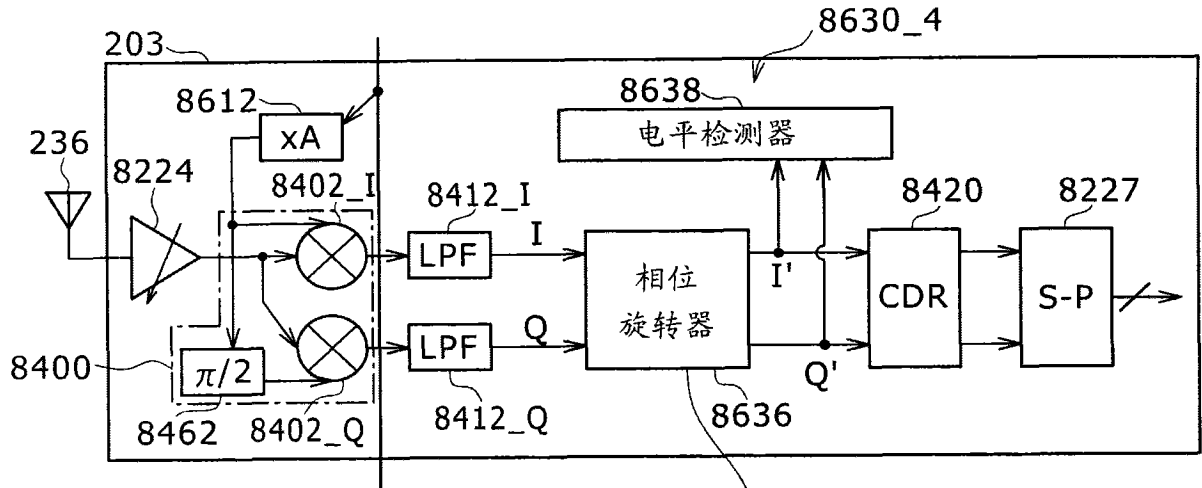 8630_4
203
8612
xA
8638
电平检测器
236
8224
8402_I
8412_I
LPF
I
8420
8227
相位
旋转器
I'
CDR
S-P
8400
π/2
LPF
Q
Q'
8462
8402_Q
8412_Q
8636